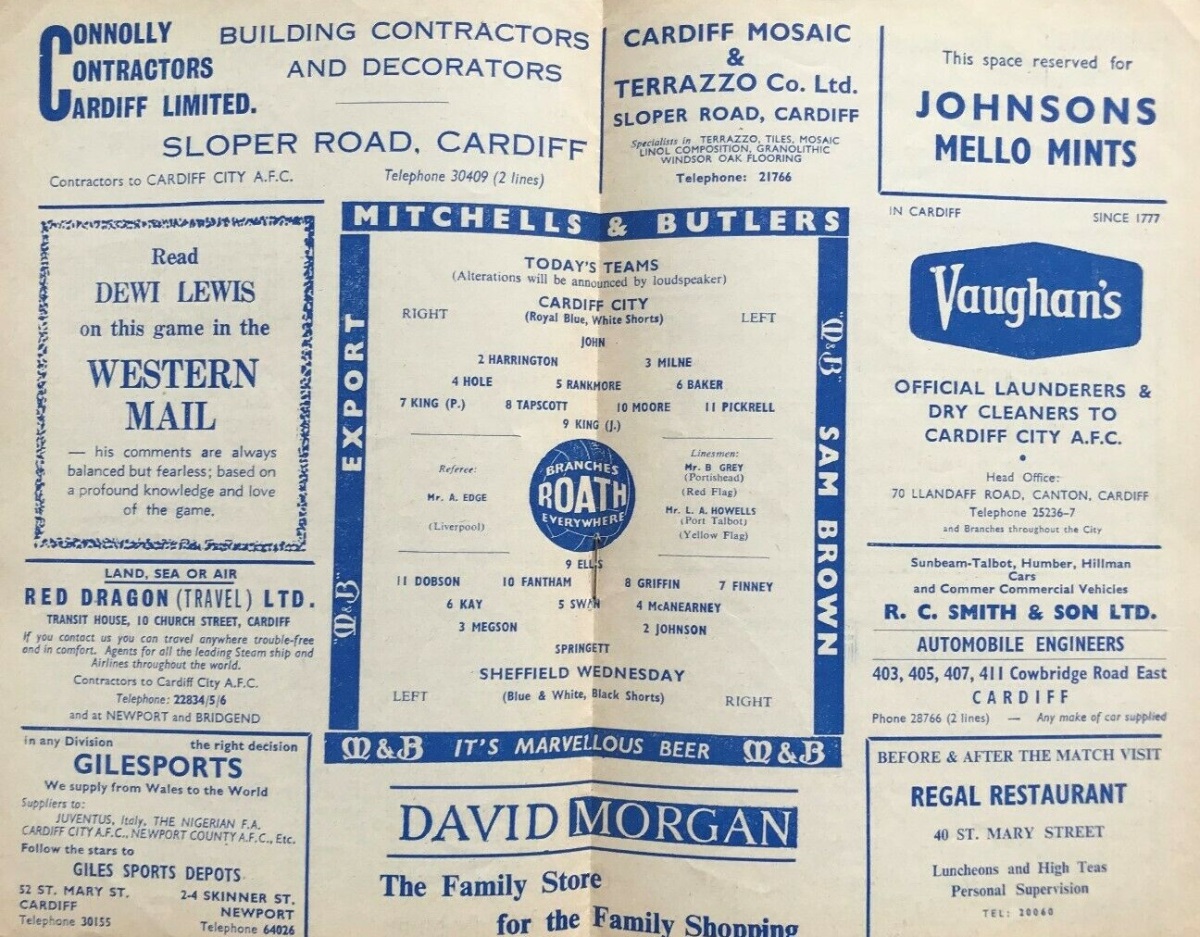 CONNOLLY
CONTRACTORS
CARDIFF LIMITED.
BUILDING CONTRACTORS
AND DECORATORS
SLOPER ROAD, CARDIFF
Contractors to CARDIFF CITY A.F.C.
Telephone 30409 (2 lines)
CARDIFF MOSAIC
&
TERRAZZO Co. Ltd.
SLOPER ROAD, CARDIFF
Specialists in TERRAZZO, TILES, MOSAIC
LINOL COMPOSITION, GRANOLITHIC
WINDSOR OAK FLOORING
Telephone: 21766
This space reserved for
JOHNSONS
MELLO MINTS
Read
DEWI LEWIS
on this game in the
WESTERN
MAIL
— his comments are always
balanced but fearless; based on
a profound knowledge and love
of the game.
LAND, SEA OR AIR
RED DRAGON (TRAVEL) LTD.
TRANSIT HOUSE, 10 CHURCH STREET, CARDIFF
If you contact us you can travel anywhere trouble-free
and in comfort. Agents for all the leading Steam ship and
Airlines throughout the world.
Contractors to Cardiff City A.F.C.
Telephone: 22834/5/6
and at NEWPORT and BRIDGEND
in any Division the right decision
GILESPORTS
We supply from Wales to the World
Suppliers to:
JUVENTUS, Italy, THE NIGERIAN F.A.
CARDIFF CITY A.F.C., NEWPORT COUNTY A.F.C., Etc.
Follow the stars to
GILES SPORTS DEPOTS
52 ST. MARY ST.
CARDIFF
Telephone 30155
2-4 SKINNER ST.
NEWPORT
Telephone 64026
MITCHELLS & BUTLERS
EXPORT
"M&B"
"M&B"
SAM BROWN
TODAY'S TEAMS
(Alterations will be announced by loudspeaker)
CARDIFF CITY
RIGHT (Royal Blue, White Shorts) LEFT
JOHN
2 HARRINGTON 3 MILNE
4 HOLE 5 RANKMORE 6 BAKER
7 KING (P.) 8 TAPSCOTT 10 MOORE 11 PICKRELL
9 KING (J.)
Referee:
Mr. A. EDGE
(Liverpool)
BRANCHES
ROATH
EVERYWHERE
Linesmen:
Mr. B GREY
(Portishead)
(Red Flag)
Mr. L. A. HOWELLS
(Port Talbot)
(Yellow Flag)
9 ELLIS
11 DOBSON 10 FANTHAM 8 GRIFFIN 7 FINNEY
6 KAY 5 SWAN 4 McANEARNEY
3 MEGSON 2 JOHNSON
SPRINGETT
SHEFFIELD WEDNESDAY
LEFT (Blue & White, Black Shorts) RIGHT
M&B IT'S MARVELLOUS BEER M&B
DAVID MORGAN
The Family Store
for the Family Shopping
IN CARDIFF SINCE 1777
Vaughan's
OFFICIAL LAUNDERERS &
DRY CLEANERS TO
CARDIFF CITY A.F.C.
Head Office:
70 LLANDAFF ROAD, CANTON, CARDIFF
Telephone 25236-7
and Branches throughout the City
Sunbeam-Talbot, Humber, Hillman
Cars
and Commer Commercial Vehicles
R. C. SMITH & SON LTD.
AUTOMOBILE ENGINEERS
403, 405, 407, 411 Cowbridge Road East
CARDIFF
Phone 28766 (2 lines) — Any make of car supplied
BEFORE & AFTER THE MATCH VISIT
REGAL RESTAURANT
40 ST. MARY STREET
Luncheons and High Teas
Personal Supervision
TEL: 20060